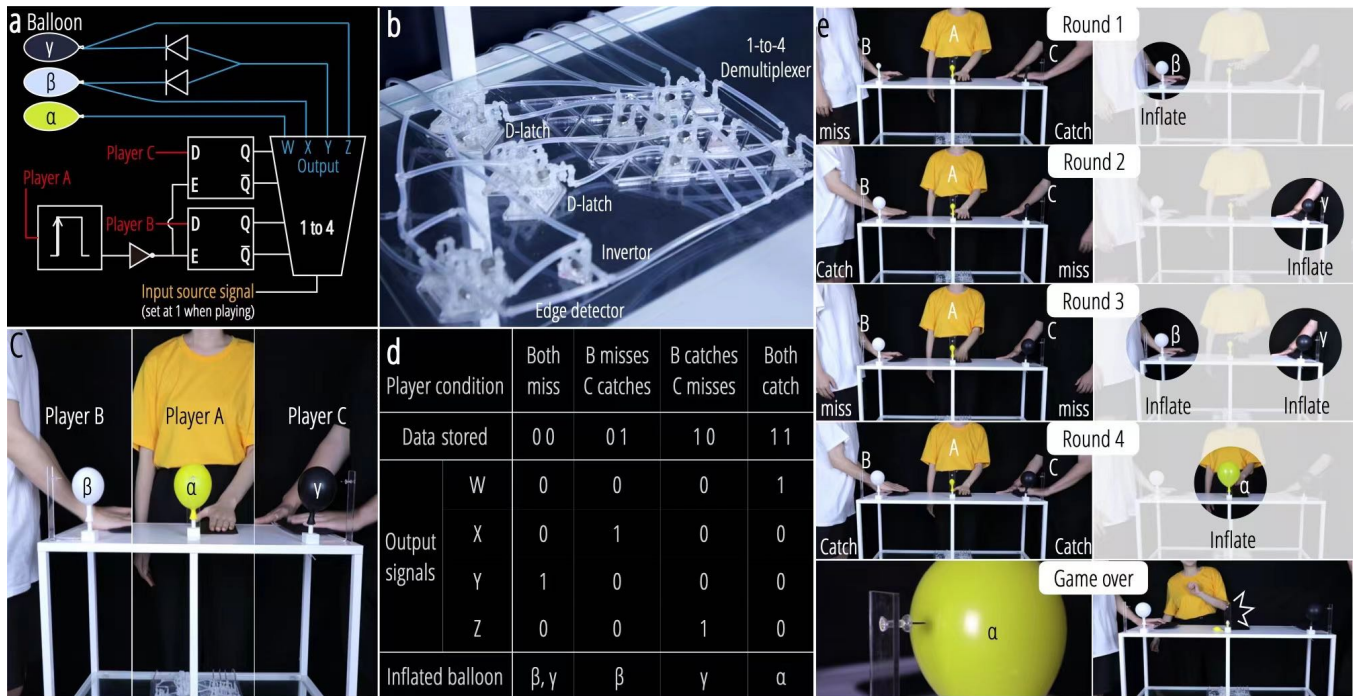 a Balloon
γ
β
α
W X Y Z
Output
Player C
Player A
Player B
D Q
E Q̅
D Q
E Q̅
1 to 4
Input source signal
(set at 1 when playing)
b
1-to-4
Demultiplexer
D-latch
D-latch
Invertor
Edge detector
C
Player B
Player A
Player C
β
α
γ
d
Player condition
Both miss
B misses C catches
B catches C misses
Both catch
Data stored 0 0 0 1 1 0 1 1
Output signals
W 0 0 0 1
X 0 1 0 0
Y 1 0 0 0
Z 0 0 1 0
Inflated balloon β, γ β γ α
e
Round 1
B
A
C
miss
Catch
β
Inflate
Round 2
B
A
C
Catch
miss
γ
Inflate
Round 3
B
A
C
miss
miss
β
γ
Inflate
Inflate
Round 4
B
A
C
Catch
Catch
α
Inflate
Game over
α